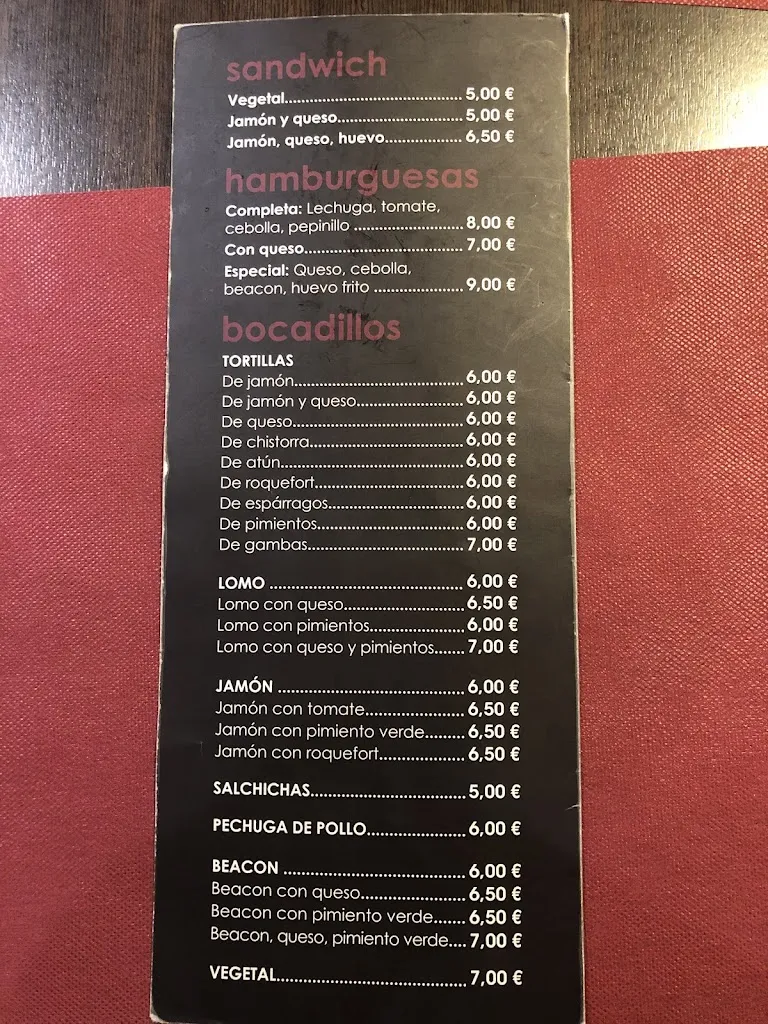 sandwich
Vegetal........................................ 5,00 €
Jamón y queso............................ 5,00 €
Jamón, queso, huevo................. 6,50 €
hamburguesas
Completa: Lechuga, tomate,
cebolla, pepinillo ........................ 8,00 €
Con queso................................... 7,00 €
Especial: Queso, cebolla,
beacon, huevo frito .................... 9,00 €
bocadillos
TORTILLAS
De jamón..................................... 6,00 €
De jamón y queso....................... 6,00 €
De queso..................................... 6,00 €
De chistorra................................. 6,00 €
De atún........................................ 6,00 €
De roquefort................................ 6,00 €
De espárragos............................. 6,00 €
De pimientos............................... 6,00 €
De gambas.................................. 7,00 €
LOMO .......................................... 6,00 €
Lomo con queso.......................... 6,50 €
Lomo con pimientos.................... 6,00 €
Lomo con queso y pimientos....... 7,00 €
JAMÓN ........................................ 6,00 €
Jamón con tomate...................... 6,50 €
Jamón con pimiento verde......... 6,50 €
Jamón con roquefort................... 6,50 €
SALCHICHAS................................. 5,00 €
PECHUGA DE POLLO..................... 6,00 €
BEACON ....................................... 6,00 €
Beacon con queso....................... 6,50 €
Beacon con pimiento verde....... 6,50 €
Beacon, queso, pimiento verde.... 7,00 €
VEGETAL......................................... 7,00 €